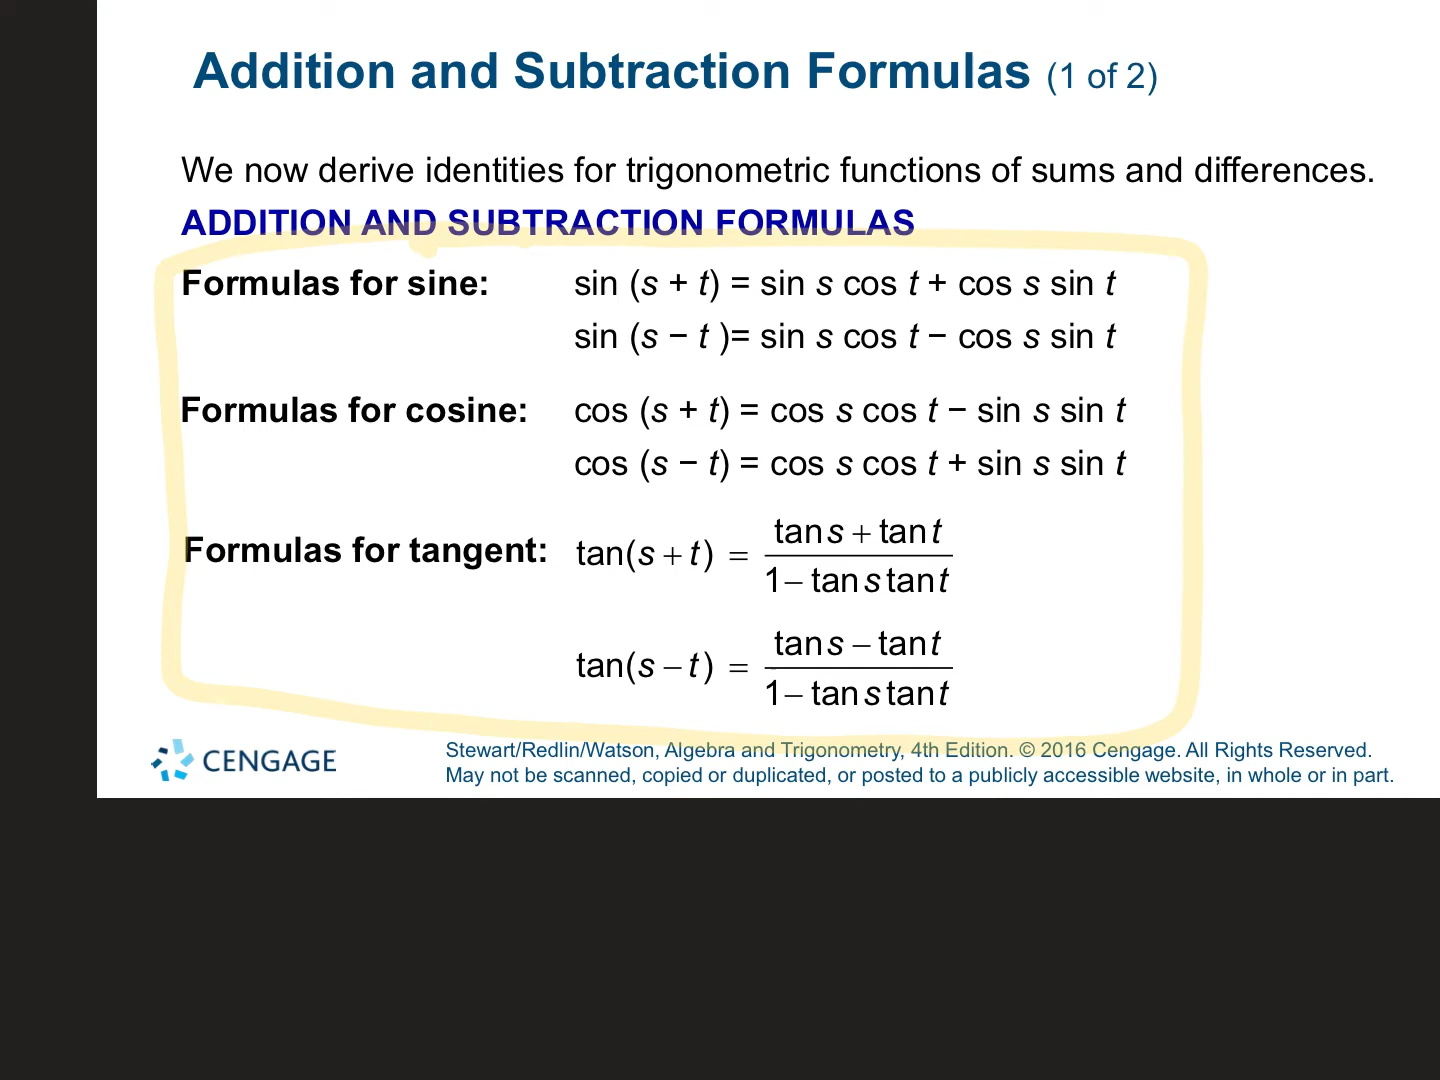 Addition and Subtraction Formulas (1 of 2)
We now derive identities for trigonometric functions of sums and differences.
ADDITION AND SUBTRACTION FORMULAS
Formulas for sine: sin (s + t) = sin s cos t + cos s sin t
sin (s − t )= sin s cos t − cos s sin t
Formulas for cosine: cos (s + t) = cos s cos t − sin s sin t
cos (s − t) = cos s cos t + sin s sin t
Formulas for tangent: tan(s + t) = (tan s + tan t) / (1 − tan s tan t)
tan(s − t) = (tan s − tan t) / (1 − tan s tan t)
CENGAGE
Stewart/Redlin/Watson, Algebra and Trigonometry, 4th Edition. © 2016 Cengage. All Rights Reserved.
May not be scanned, copied or duplicated, or posted to a publicly accessible website, in whole or in part.